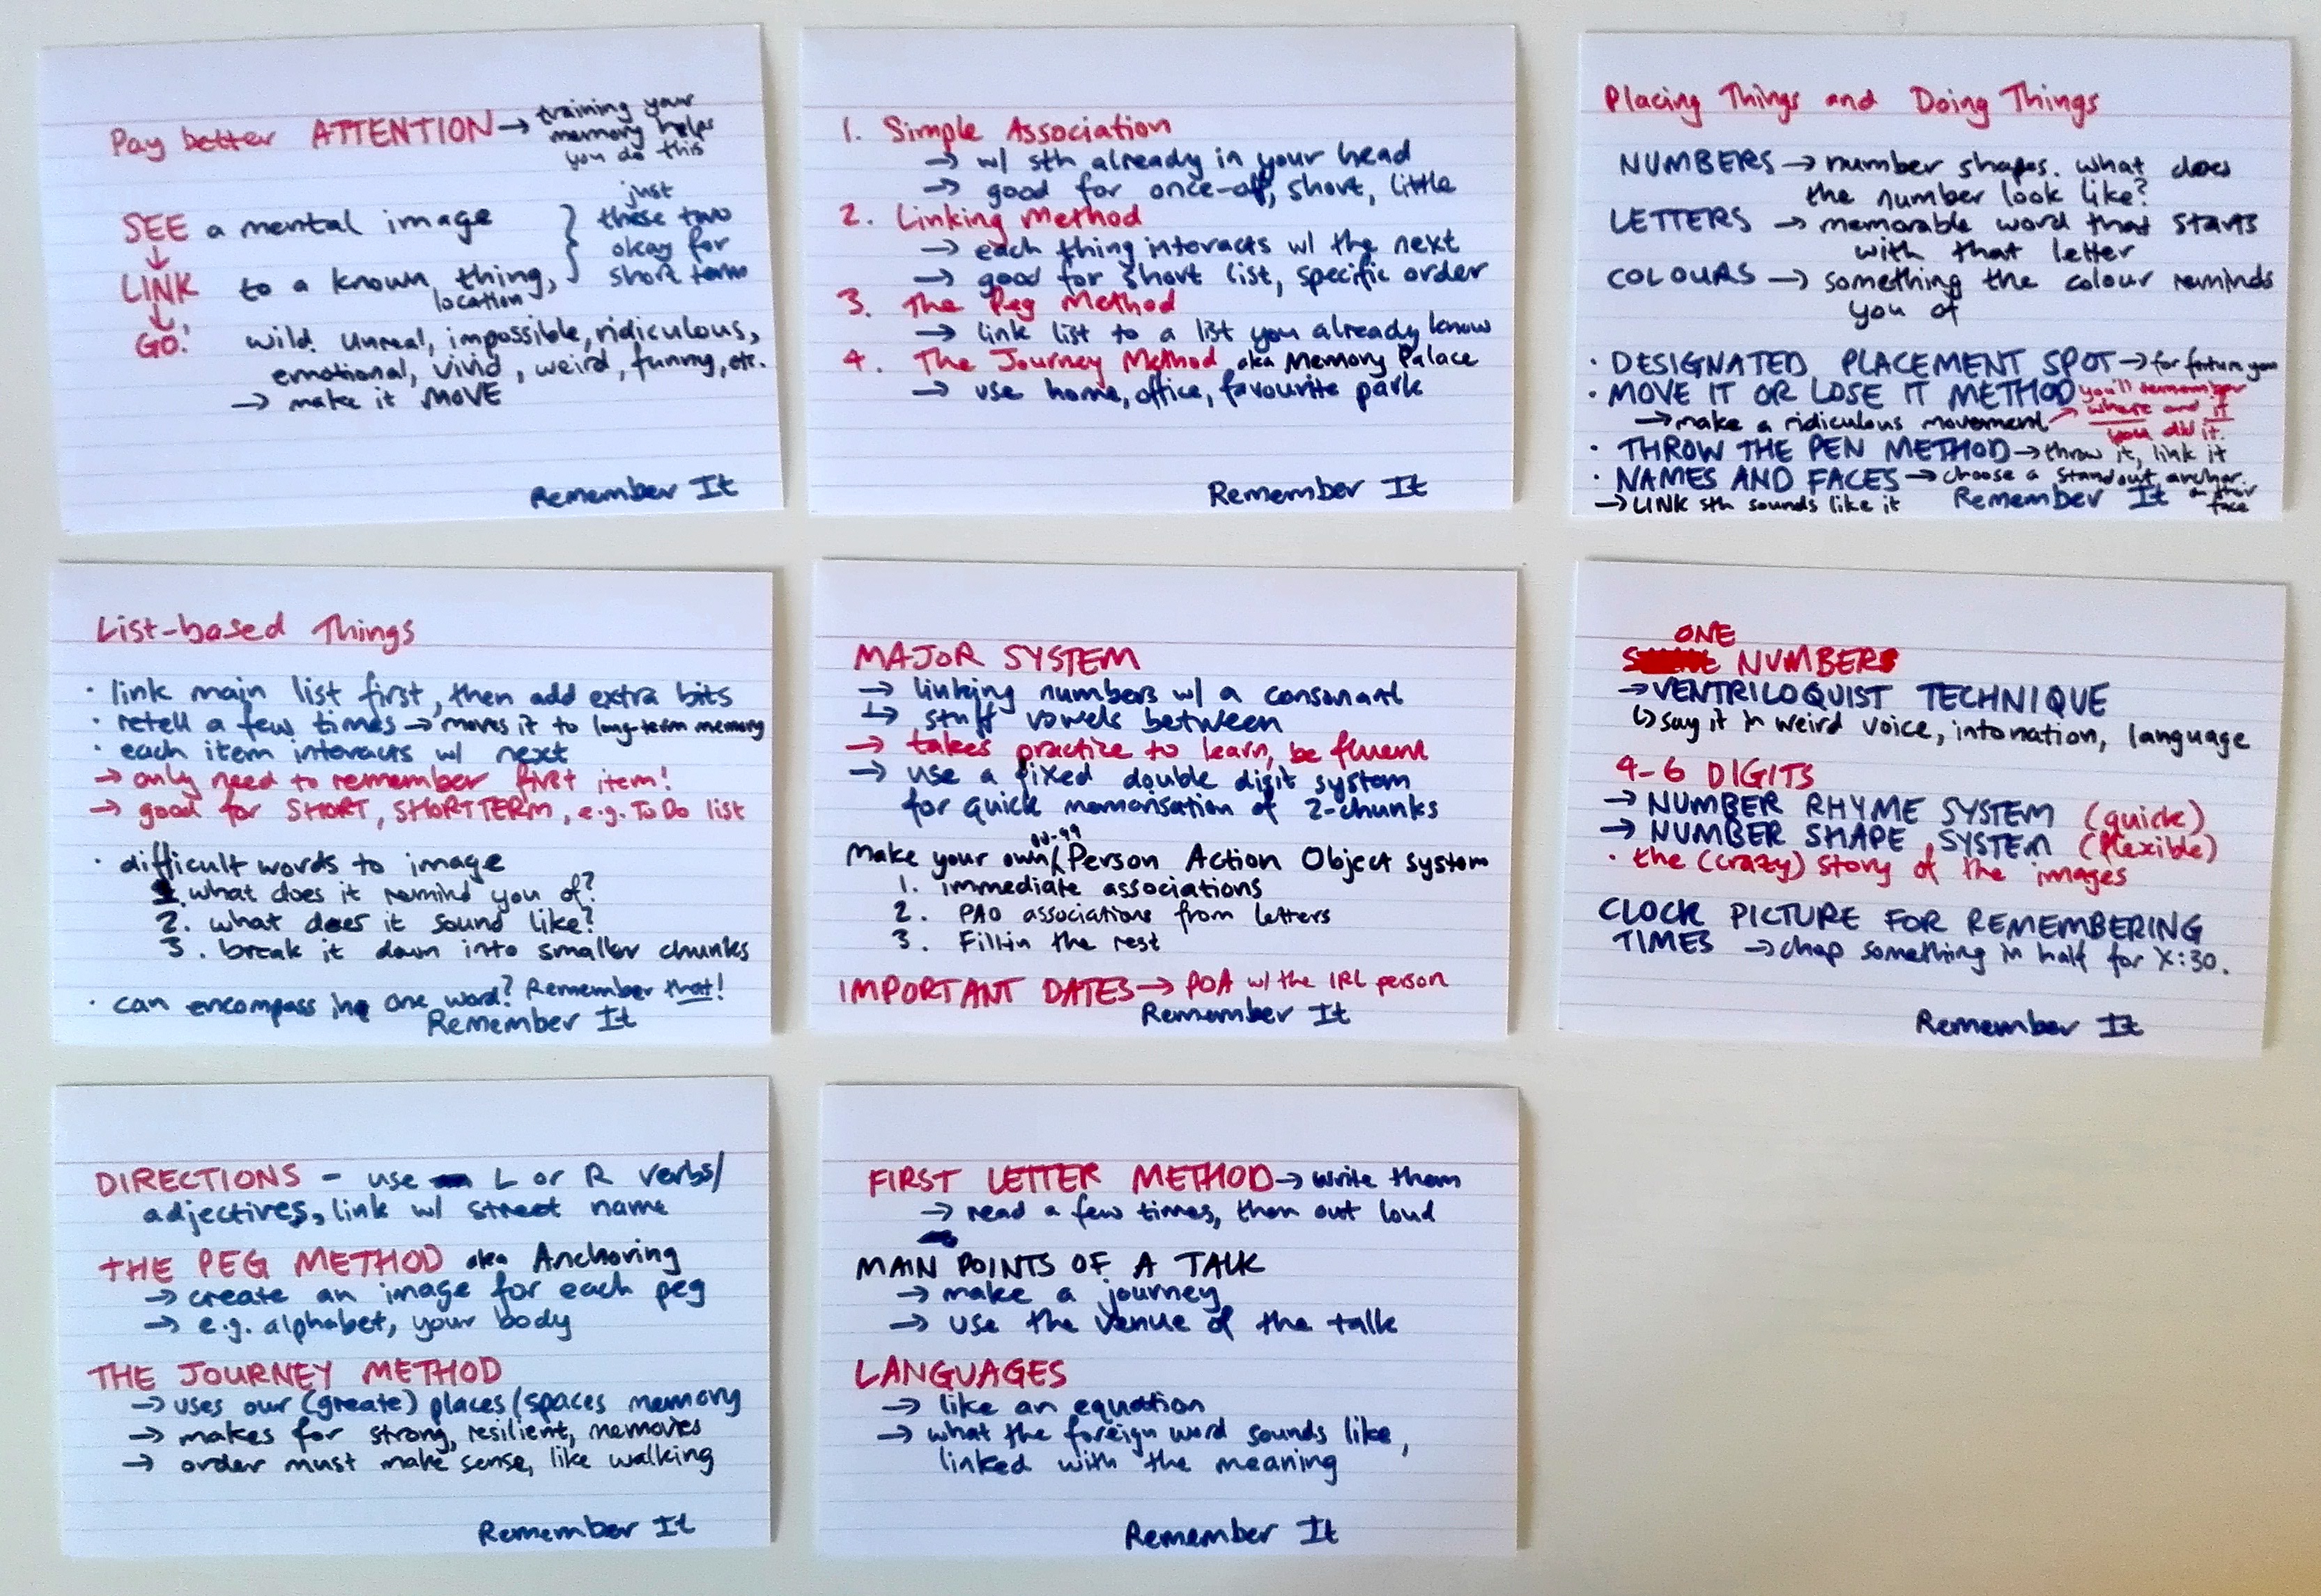 Pay better ATTENTION → training your
memory helps
you do this
SEE a mental image } just
these two
okay for
short term
↓
LINK to a known thing,
location
↓
GO! wild. Unreal, impossible, ridiculous,
emotional, vivid, weird, funny, etc.
→ make it MOVE
Remember It
1. Simple Association
→ w/ sth already in your head
→ good for once-off, short, little
2. Linking Method
→ each thing interacts w/ the next
→ good for short list, specific order
3. The Peg Method
→ link list to a list you already know
4. The Journey Method aka Memory Palace
→ use home, office, favourite park
Remember It
Placing Things and Doing Things
NUMBERS → number shapes. what does
the number look like?
LETTERS → memorable word that starts
with that letter
COLOURS → something the colour reminds
you of
· DESIGNATED PLACEMENT SPOT → for future you
· MOVE IT OR LOSE IT METHOD you'll remember
→ make a ridiculous movement → where and if
you did it.
· THROW THE PEN METHOD → throw it, link it
· NAMES AND FACES → choose a standout anchor
→ LINK sth sounds like it
face
Remember It
List-based Things
· link main list first, then add extra bits
· retell a few times → moves it to long-term memory
· each item interacts w/ next
→ only need to remember first item!
→ good for SHORT, SHORT TERM, e.g. To Do list
· difficult words to image
1. what does it remind you of?
2. what does it sound like?
3. break it down into smaller chunks
· can encompass in one word? Remember that!
Remember It
MAJOR SYSTEM
→ linking numbers w/ a consonant
↳ stuff vowels between
→ takes practice to learn, be fluent
→ use a fixed double digit system
for quick memorisation of 2-chunks
00-99
Make your own Person Action Object system
1. immediate associations
2. PAO associations from letters
3. Fill in the rest
IMPORTANT DATES → POA w/ the IRL person
Remember It
ONE
NUMBER
→ VENTRILOQUIST TECHNIQUE
↳ say it in weird voice, intonation, language
4-6 DIGITS
→ NUMBER RHYME SYSTEM (quick)
→ NUMBER SHAPE SYSTEM (flexible)
· the (crazy) story of the images
CLOCK PICTURE FOR REMEMBERING
TIMES → chop something in half for X:30.
Remember It
DIRECTIONS - use L or R verbs/
adjectives, link w/ street name
THE PEG METHOD aka Anchoring
→ create an image for each peg
→ e.g. alphabet, your body
THE JOURNEY METHOD
→ uses our (greate) places/spaces memory
→ makes for strong, resilient, memories
→ order must make sense, like walking
Remember It
FIRST LETTER METHOD → write them
→ read a few times, then out loud
MAIN POINTS OF A TALK
→ make a journey
→ use the venue of the talk
LANGUAGES
→ like an equation
→ what the foreign word sounds like,
linked with the meaning
Remember It